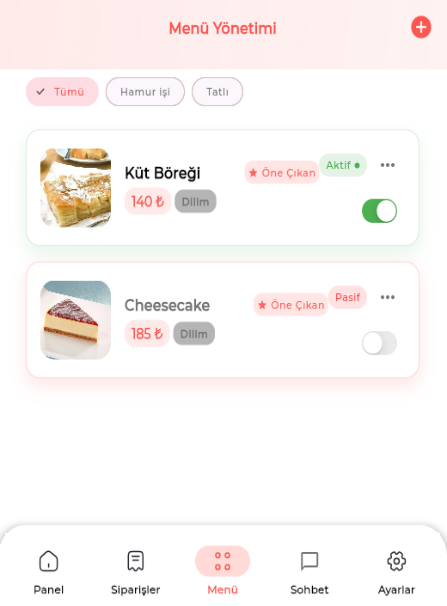 Menü Yönetimi
Tümü
Hamur işi
Tatlı
Küt Böreği
Öne Çıkan
Aktif
140 ₺
Dilim
Cheesecake
Öne Çıkan
Pasif
185 ₺
Dilim
Panel
Siparişler
Menü
Sohbet
Ayarlar